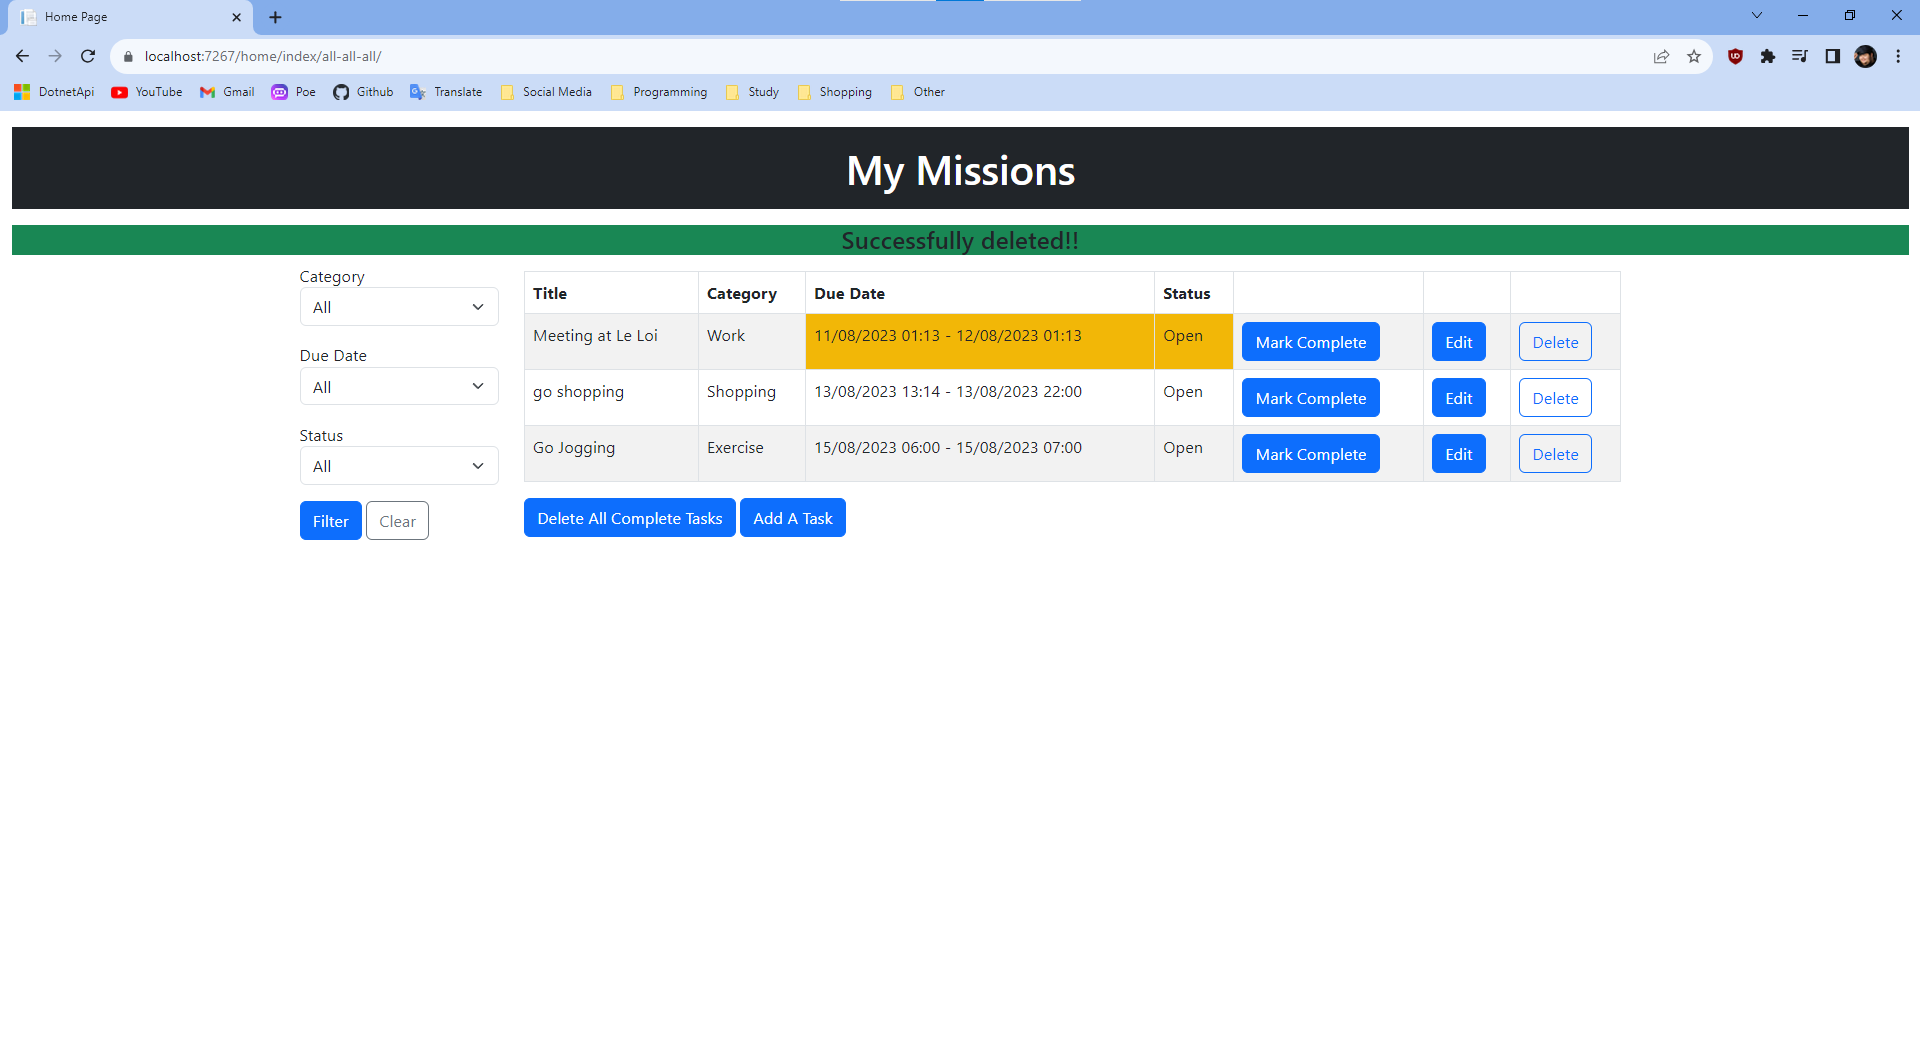 Home Page
localhost:7267/home/index/all-all-all/
DotnetApi YouTube Gmail Poe Github Translate Social Media Programming Study Shopping Other
My Missions
Successfully deleted!!
Category
All
Due Date
All
Status
All
Filter Clear
Title Category Due Date Status
Meeting at Le Loi Work 11/08/2023 01:13 - 12/08/2023 01:13 Open Mark Complete Edit Delete
go shopping Shopping 13/08/2023 13:14 - 13/08/2023 22:00 Open Mark Complete Edit Delete
Go Jogging Exercise 15/08/2023 06:00 - 15/08/2023 07:00 Open Mark Complete Edit Delete
Delete All Complete Tasks Add A Task